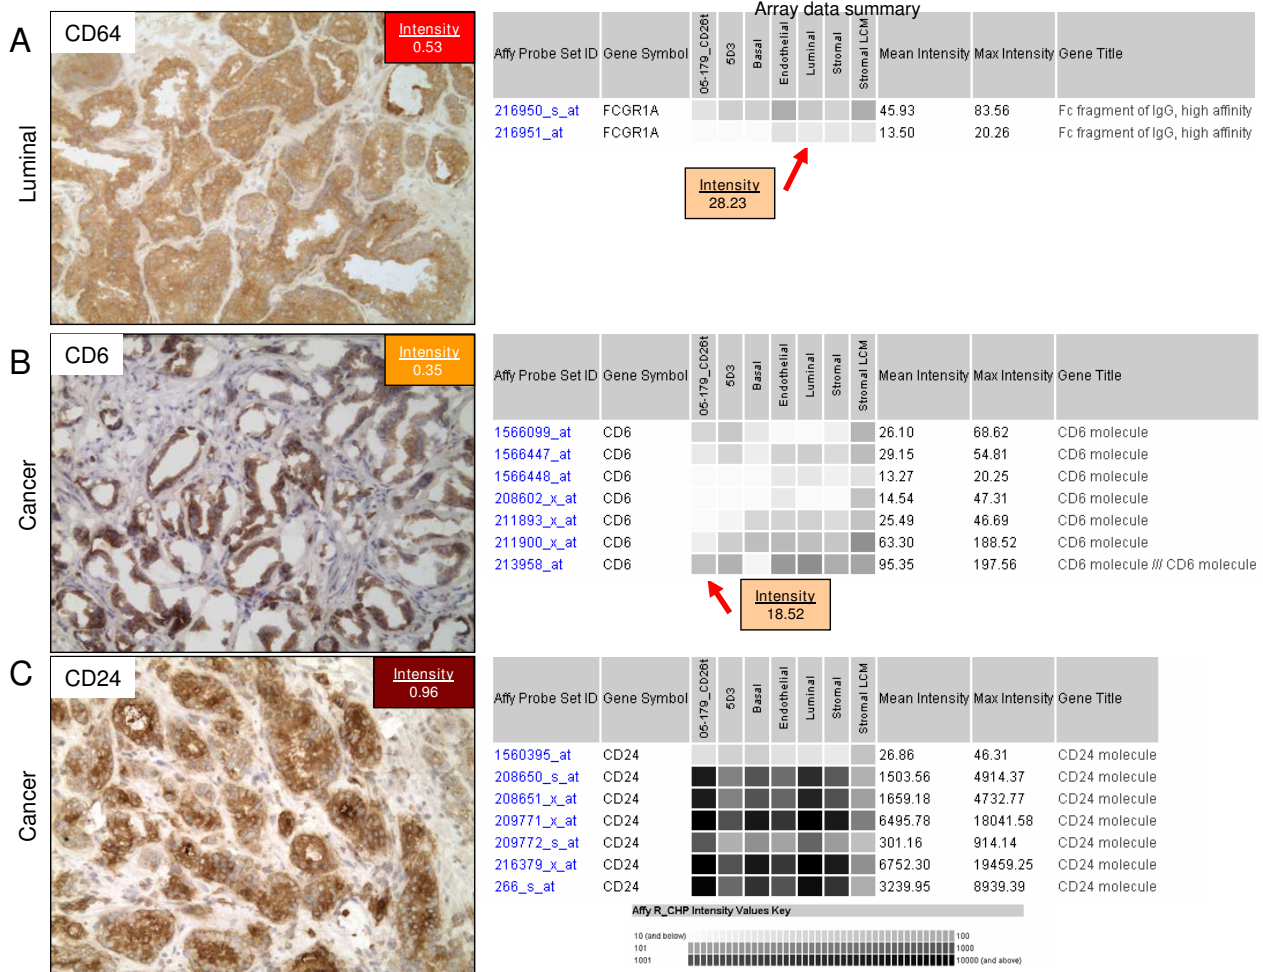 Array data summary
A
CD64
Intensity
0.53
Luminal
Affy Probe Set ID Gene Symbol 05-179_CD26t 5D3 Basal Endothelial Luminal Stromal Stromal LCM Mean Intensity Max Intensity Gene Title
216950_s_at FCGR1A 45.93 83.56 Fc fragment of IgG, high affinity
216951_at FCGR1A 13.50 20.26 Fc fragment of IgG, high affinity
Intensity
28.23
B
CD6
Intensity
0.35
Cancer
Affy Probe Set ID Gene Symbol 05-179_CD26t 5D3 Basal Endothelial Luminal Stromal Stromal LCM Mean Intensity Max Intensity Gene Title
1566099_at CD6 26.10 68.62 CD6 molecule
1566447_at CD6 29.15 54.81 CD6 molecule
1566448_at CD6 13.27 20.25 CD6 molecule
208602_x_at CD6 14.54 47.31 CD6 molecule
211893_x_at CD6 25.49 46.69 CD6 molecule
211900_x_at CD6 63.30 188.52 CD6 molecule
213958_at CD6 95.35 197.56 CD6 molecule /// CD6 molecule
Intensity
18.52
C
CD24
Intensity
0.96
Cancer
Affy Probe Set ID Gene Symbol 05-179_CD26t 5D3 Basal Endothelial Luminal Stromal Stromal LCM Mean Intensity Max Intensity Gene Title
1560395_at CD24 26.86 46.31 CD24 molecule
208650_s_at CD24 1503.56 4914.37 CD24 molecule
208651_x_at CD24 1659.18 4732.77 CD24 molecule
209771_x_at CD24 6495.78 18041.58 CD24 molecule
209772_s_at CD24 301.16 914.14 CD24 molecule
216379_x_at CD24 6752.30 19459.25 CD24 molecule
266_s_at CD24 3239.95 8939.39 CD24 molecule
Affy R_CHP Intensity Values Key
10 (and below) 100
101 1000
1001 10000 (and above)